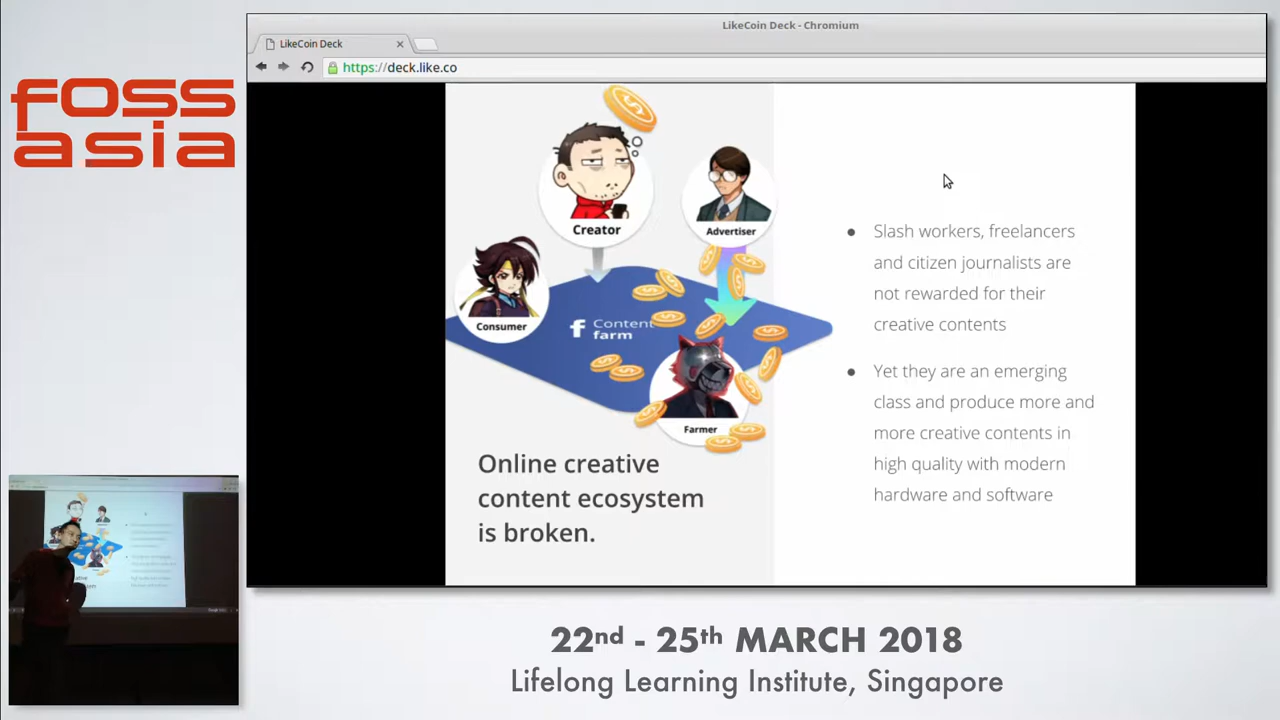 foss
asia
LikeCoin Deck - Chromium
LikeCoin Deck
https://deck.like.co
Creator
Advertiser
Consumer
f Content
farm
Farmer
Online creative
content ecosystem
is broken.
● Slash workers, freelancers
and citizen journalists are
not rewarded for their
creative contents
● Yet they are an emerging
class and produce more and
more creative contents in
high quality with modern
hardware and software
22nd - 25th MARCH 2018
Lifelong Learning Institute, Singapore